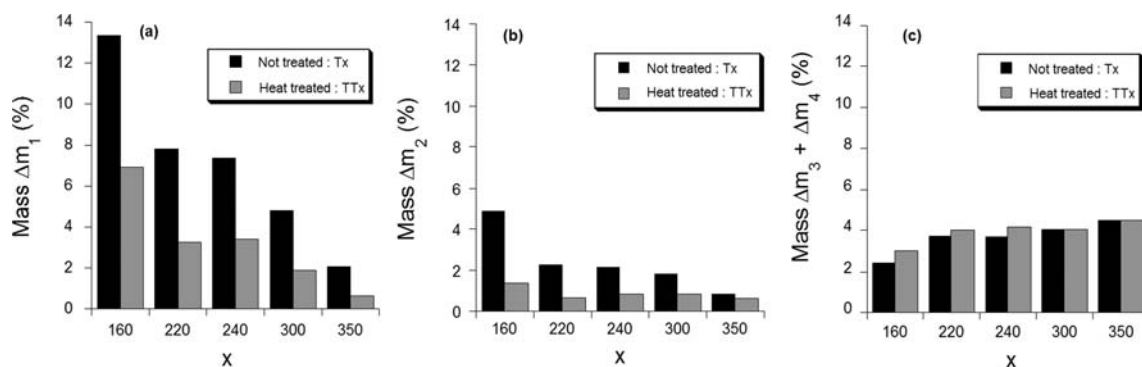 (a)
Not treated : Tx
Heat treated : TTx
Mass Δm₁ (%)
14
12
10
8
6
4
2
0
160 220 240 300 350
X
(b)
Not treated : Tx
Heat treated : TTx
Mass Δm₂ (%)
14
12
10
8
6
4
2
0
160 220 240 300 350
X
(c)
Not treated : Tx
Heat treated : TTx
Mass Δm₃ + Δm₄ (%)
14
12
10
8
6
4
2
0
160 220 240 300 350
X